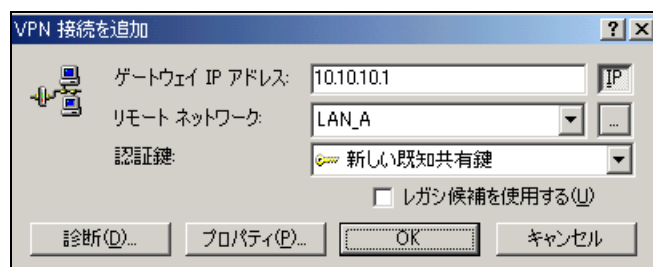 VPN 接続を追加
ゲートウェイ IP アドレス: 10.10.10.1 IP
リモート ネットワーク: LAN_A ...
認証鍵: 新しい既知共有鍵
レガシ候補を使用する(U)
診断(D)... プロパティ(P)... OK キャンセル